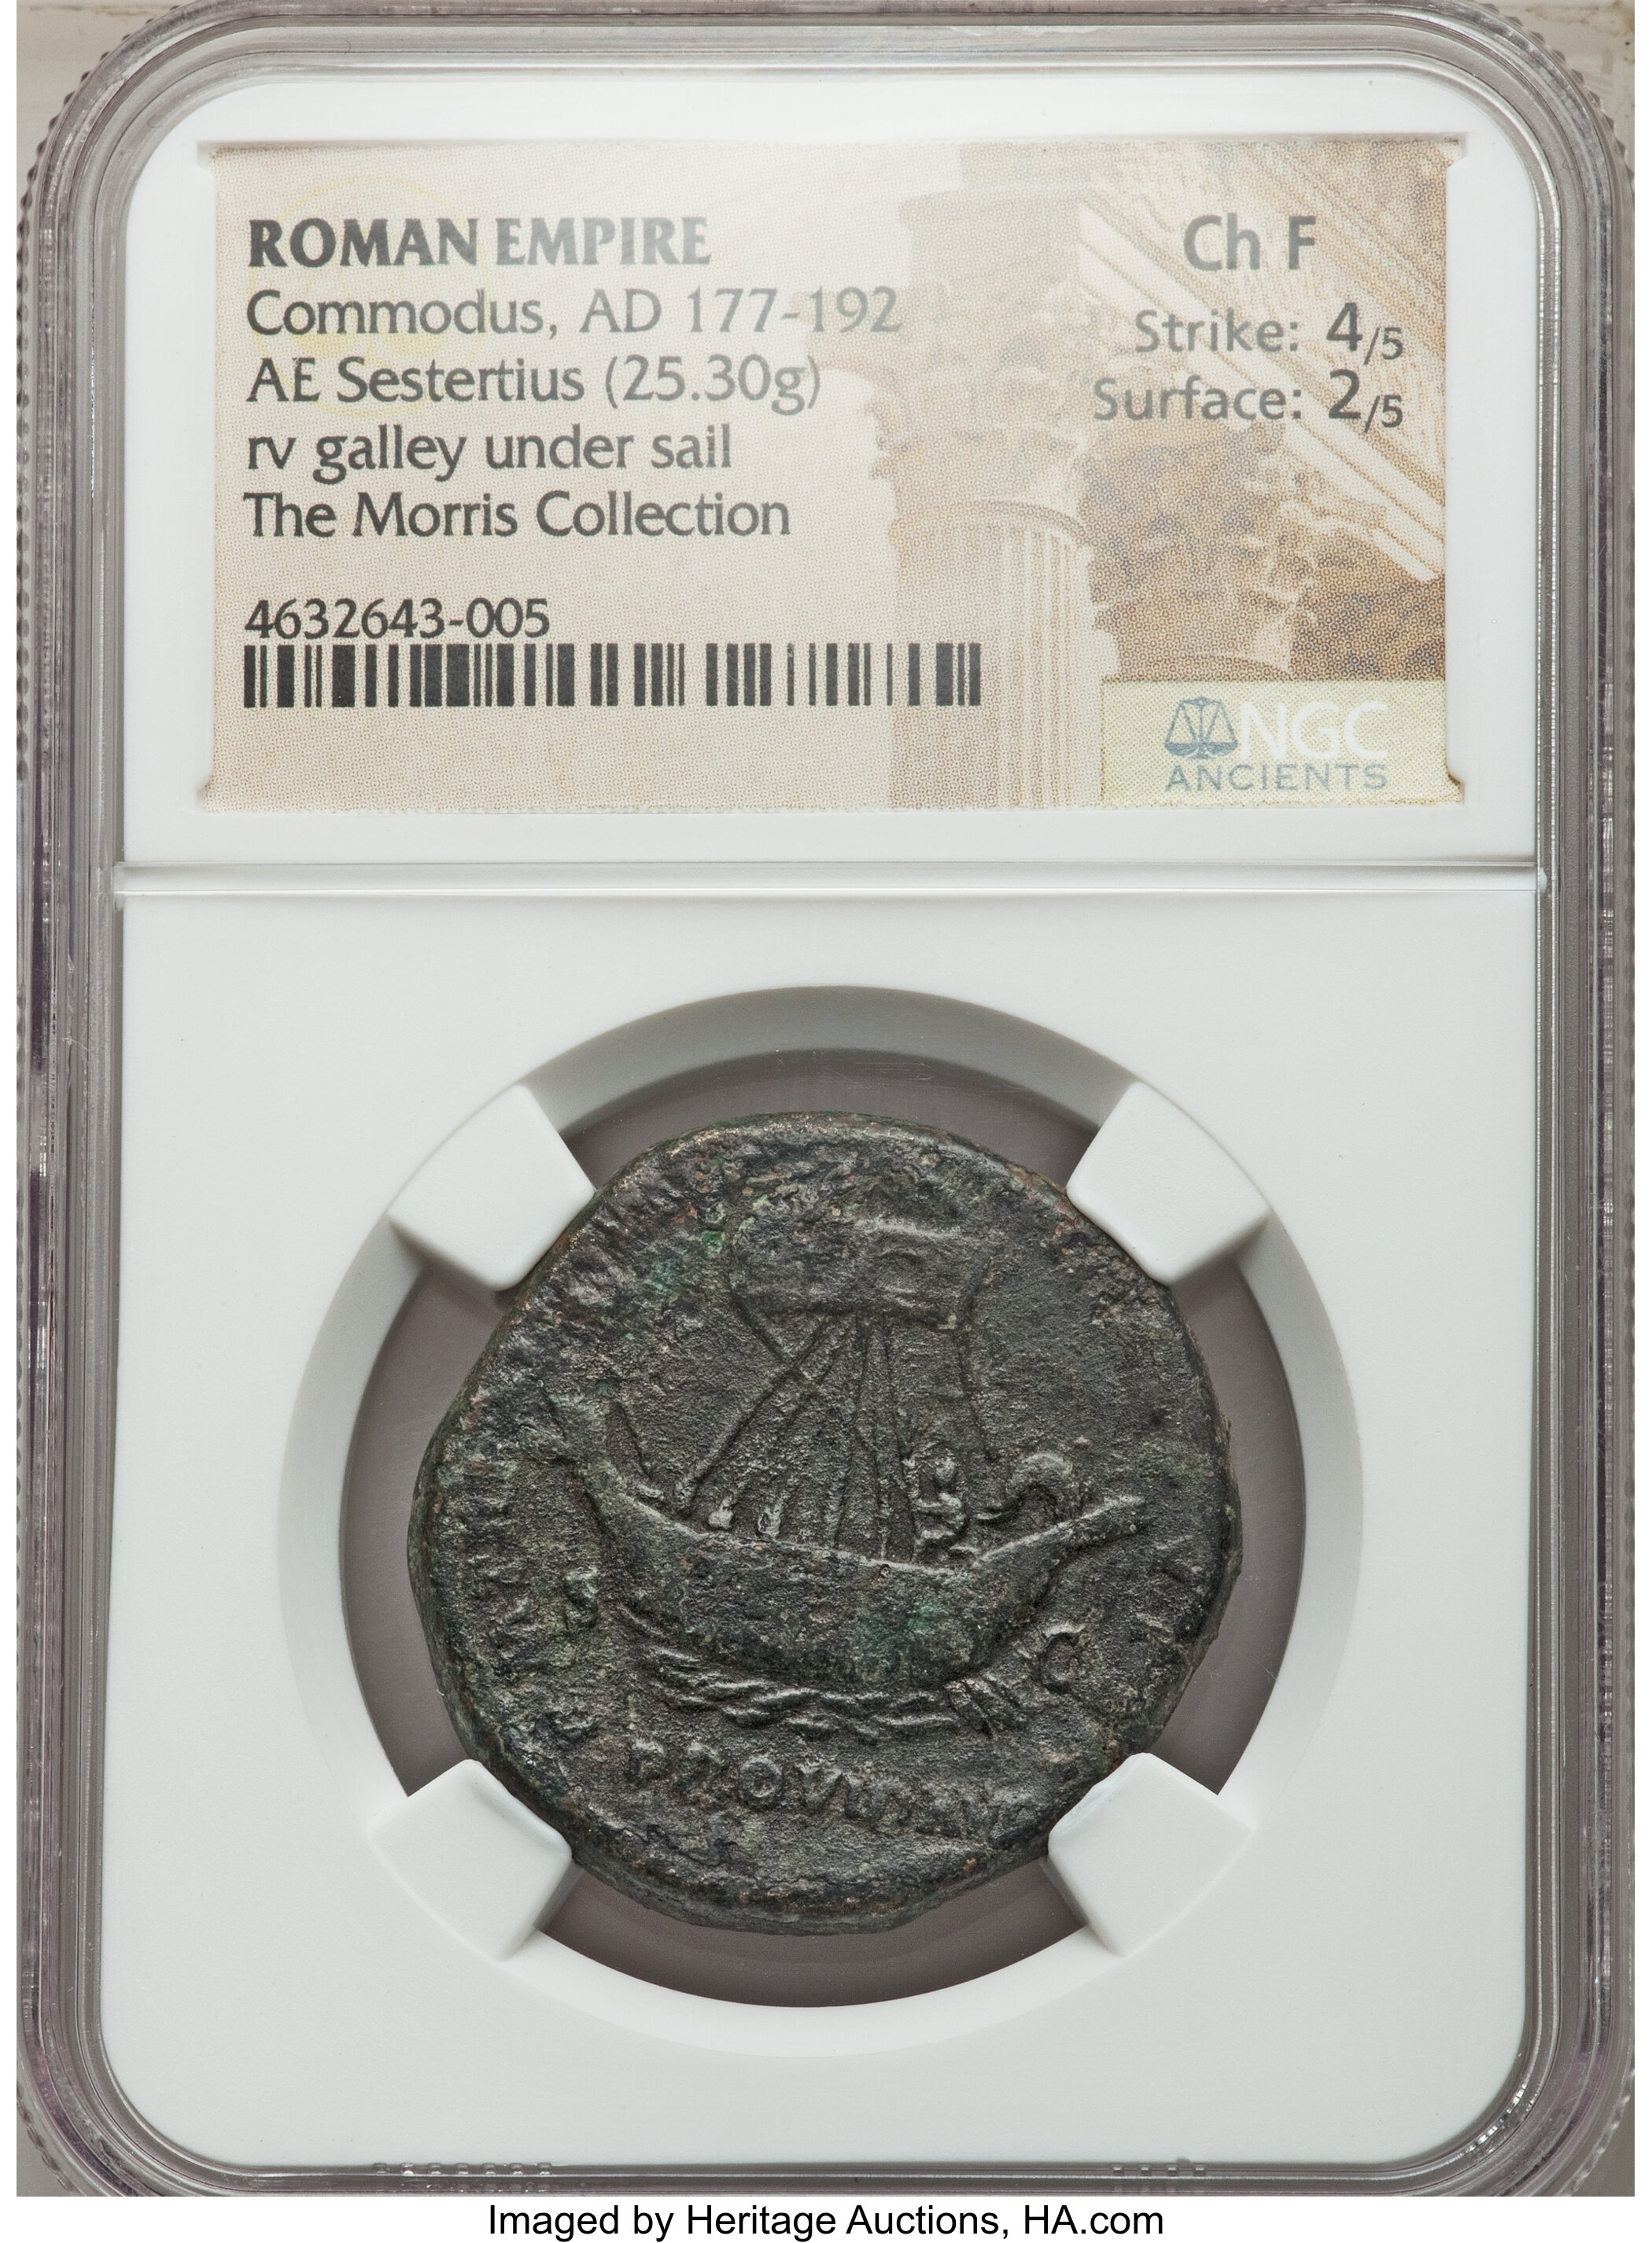 ROMAN EMPIRE
Commodus, AD 177-192
AE Sestertius (25.30g)
rv galley under sail
The Morris Collection
4632643-005
Ch F
Strike: 4/5
Surface: 2/5
NGC
ANCIENTS
S C
Imaged by Heritage Auctions, HA.com